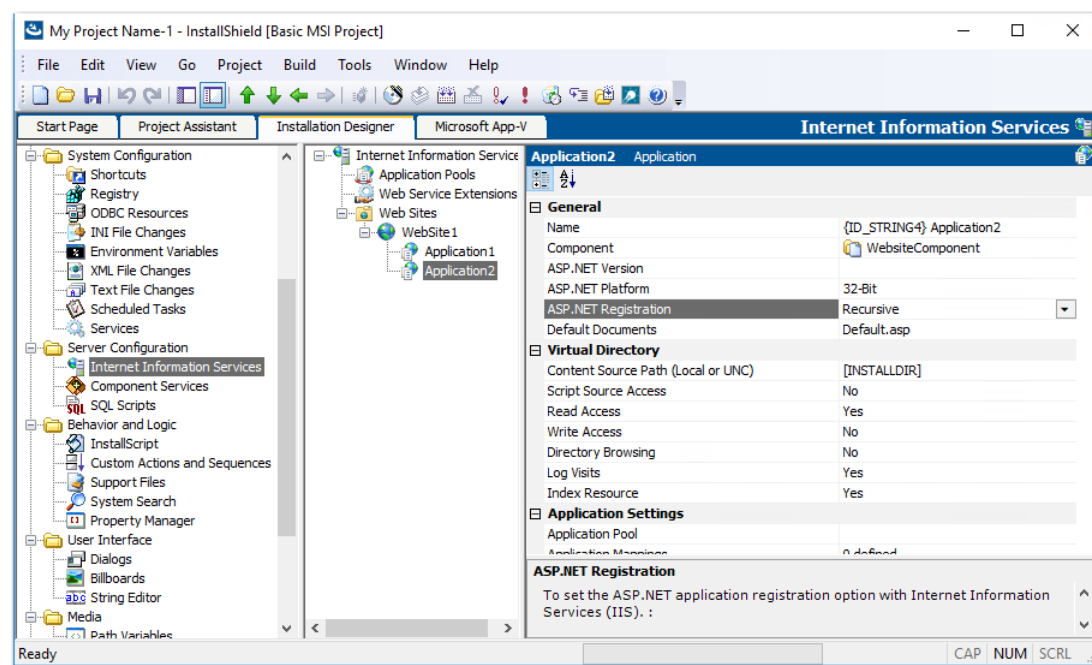 My Project Name-1 - InstallShield [Basic MSI Project]
File Edit View Go Project Build Tools Window Help
Start Page Project Assistant Installation Designer Microsoft App-V Internet Information Services
System Configuration
Shortcuts
Registry
ODBC Resources
INI File Changes
Environment Variables
XML File Changes
Text File Changes
Scheduled Tasks
Services
Server Configuration
Internet Information Services
Component Services
SQL Scripts
Behavior and Logic
InstallScript
Custom Actions and Sequences
Support Files
System Search
Property Manager
User Interface
Dialogs
Billboards
String Editor
Media
Path Variables
Internet Information Service
Application Pools
Web Service Extensions
Web Sites
WebSite1
Application1
Application2
Application2 Application
General
Name {ID_STRING4} Application2
Component WebsiteComponent
ASP.NET Version
ASP.NET Platform 32-Bit
ASP.NET Registration Recursive
Default Documents Default.asp
Virtual Directory
Content Source Path (Local or UNC) [INSTALLDIR]
Script Source Access No
Read Access Yes
Write Access No
Directory Browsing No
Log Visits Yes
Index Resource Yes
Application Settings
Application Pool
Application Mappings 0 defined
ASP.NET Registration
To set the ASP.NET application registration option with Internet Information
Services (IIS). :
Ready CAP NUM SCRL